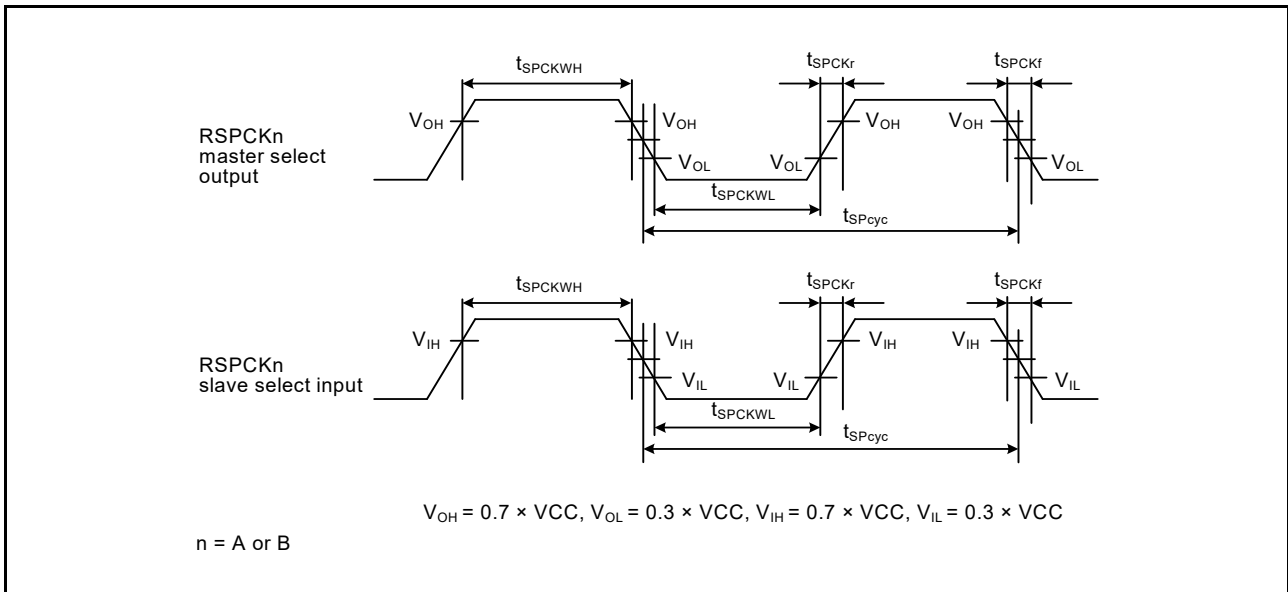 tSPCKWH
tSPCKr
tSPCKf
VOH
VOH
VOH
VOH
RSPCKn
master select
output
VOL
VOL
VOL
tSPCKWL
tSPcyc
tSPCKWH
tSPCKr
tSPCKf
VIH
VIH
VIH
VIH
RSPCKn
slave select input
VIL
VIL
VIL
tSPCKWL
tSPcyc
VOH = 0.7 × VCC, VOL = 0.3 × VCC, VIH = 0.7 × VCC, VIL = 0.3 × VCC
n = A or B